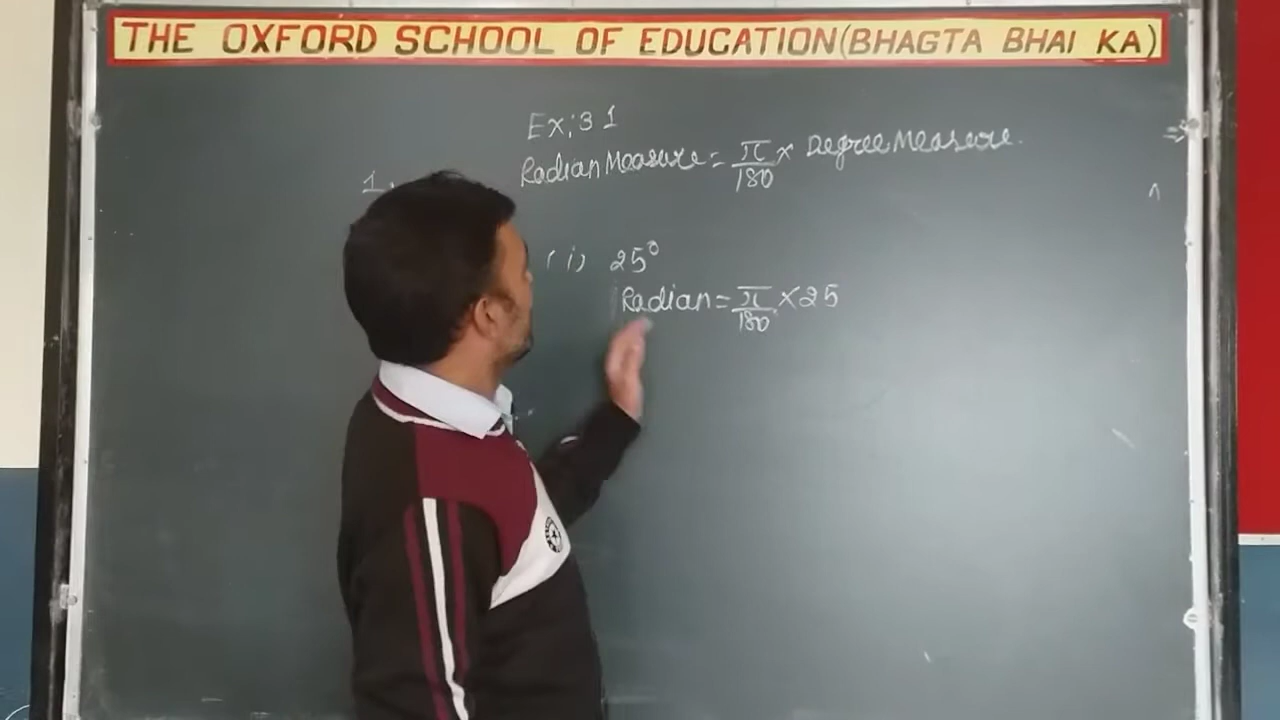 THE OXFORD SCHOOL OF EDUCATION(BHAGTA BHAI KA)
Ex; 3 1
1. Radian Measure = π/180 × Degree Measure.
(i) 25°
Radian = π/180 × 25